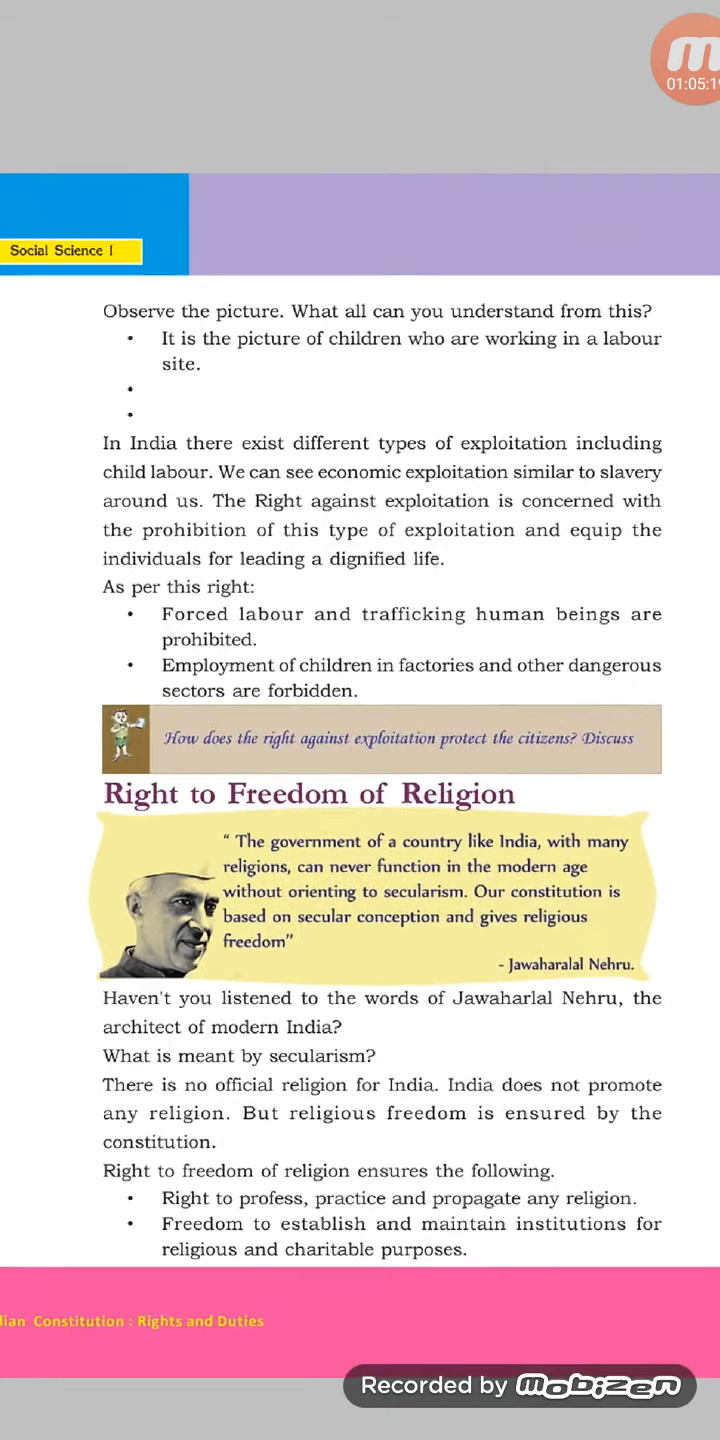 01:05:19
Social Science I
Observe the picture. What all can you understand from this?
• It is the picture of children who are working in a labour
site.
•
•
In India there exist different types of exploitation including
child labour. We can see economic exploitation similar to slavery
around us. The Right against exploitation is concerned with
the prohibition of this type of exploitation and equip the
individuals for leading a dignified life.
As per this right:
• Forced labour and trafficking human beings are
prohibited.
• Employment of children in factories and other dangerous
sectors are forbidden.
How does the right against exploitation protect the citizens? Discuss
Right to Freedom of Religion
“ The government of a country like India, with many
religions, can never function in the modern age
without orienting to secularism. Our constitution is
based on secular conception and gives religious
freedom”
- Jawaharalal Nehru.
Haven't you listened to the words of Jawaharlal Nehru, the
architect of modern India?
What is meant by secularism?
There is no official religion for India. India does not promote
any religion. But religious freedom is ensured by the
constitution.
Right to freedom of religion ensures the following.
• Right to profess, practice and propagate any religion.
• Freedom to establish and maintain institutions for
religious and charitable purposes.
dian Constitution : Rights and Duties
Recorded by mobizen